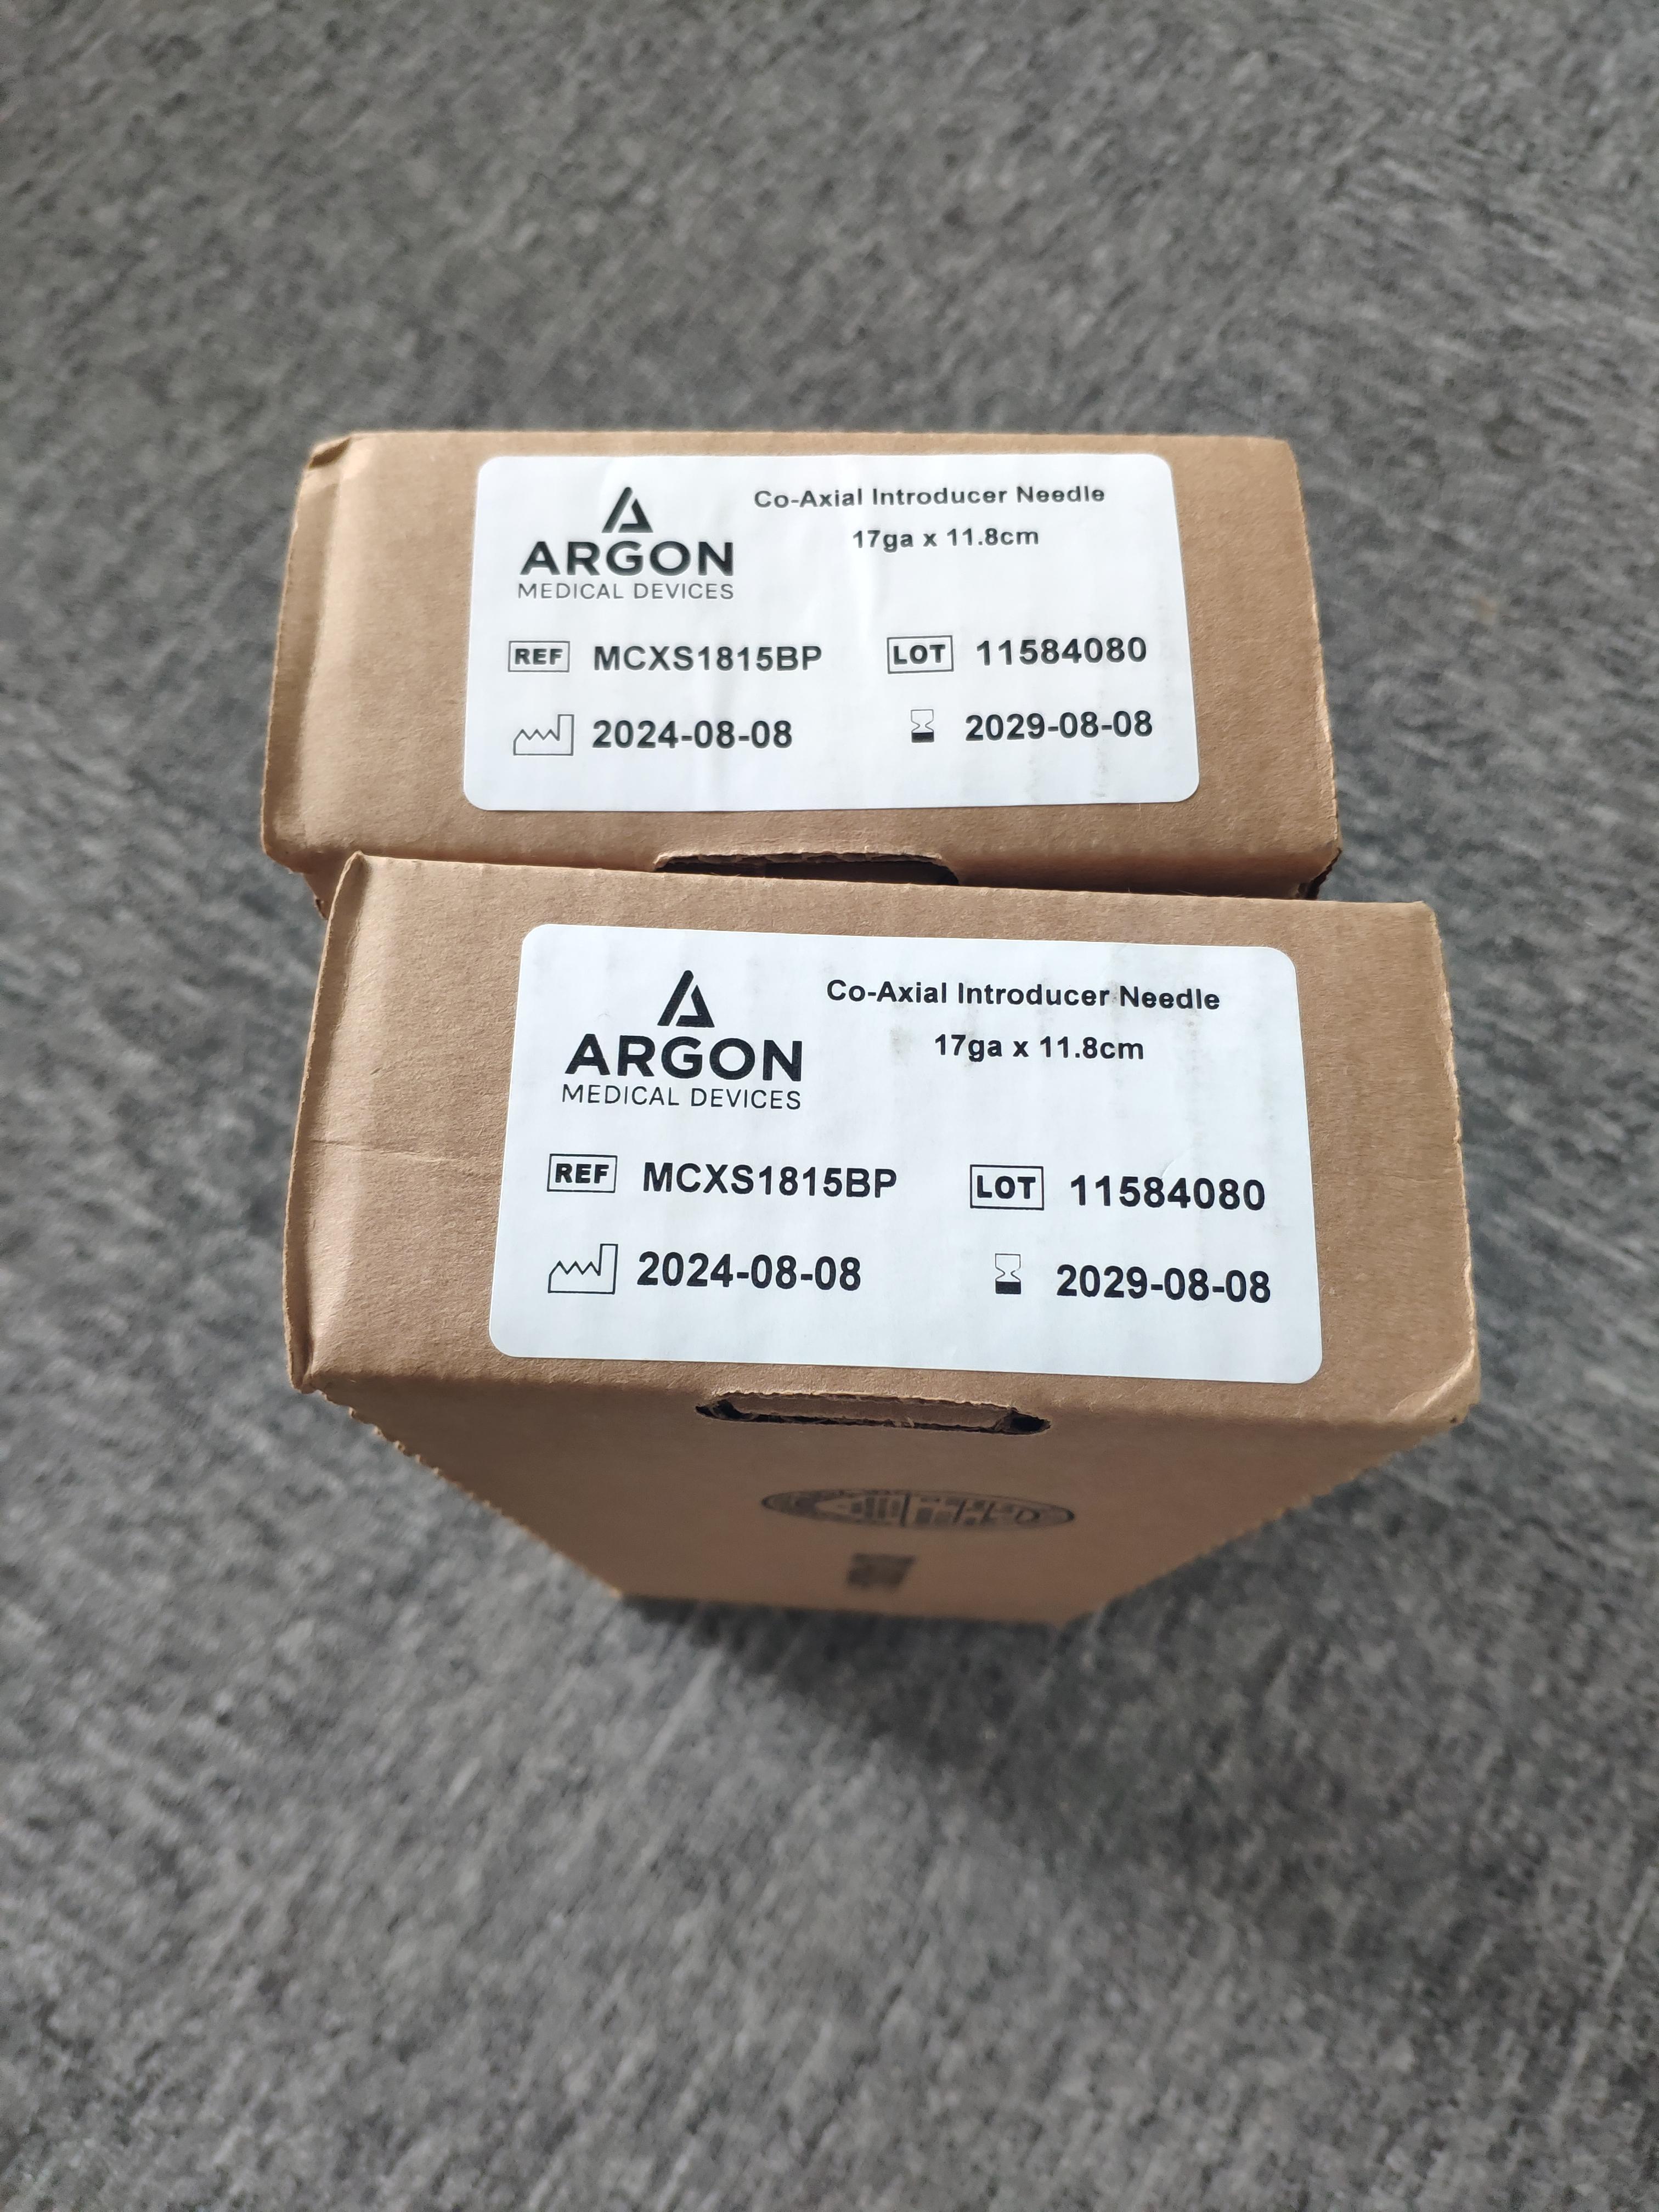 Co-Axial Introducer Needle
17ga x 11.8cm
ARGON
MEDICAL DEVICES
REF MCXS1815BP LOT 11584080
2024-08-08 2029-08-08
Co-Axial Introducer Needle
17ga x 11.8cm
ARGON
MEDICAL DEVICES
REF MCXS1815BP LOT 11584080
2024-08-08 2029-08-08